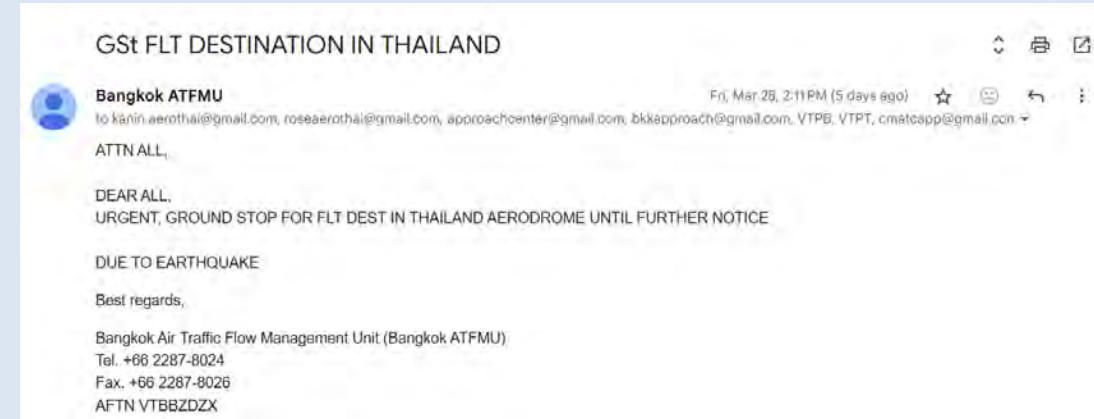 GSt FLT DESTINATION IN THAILAND
Bangkok ATFMU
Fri, Mar 28, 2:11 PM (5 days ago)
to kanin.aerothai@gmail.com, roseaerothai@gmail.com, approachcenter@gmail.com, bkkapproach@gmail.com, VTPB, VTPT, cmatcapp@gmail.con
ATTN ALL,
DEAR ALL,
URGENT, GROUND STOP FOR FLT DEST IN THAILAND AERODROME UNTIL FURTHER NOTICE
DUE TO EARTHQUAKE
Best regards,
Bangkok Air Traffic Flow Management Unit (Bangkok ATFMU)
Tel. +66 2287-8024
Fax. +66 2287-8026
AFTN VTBBZDZX